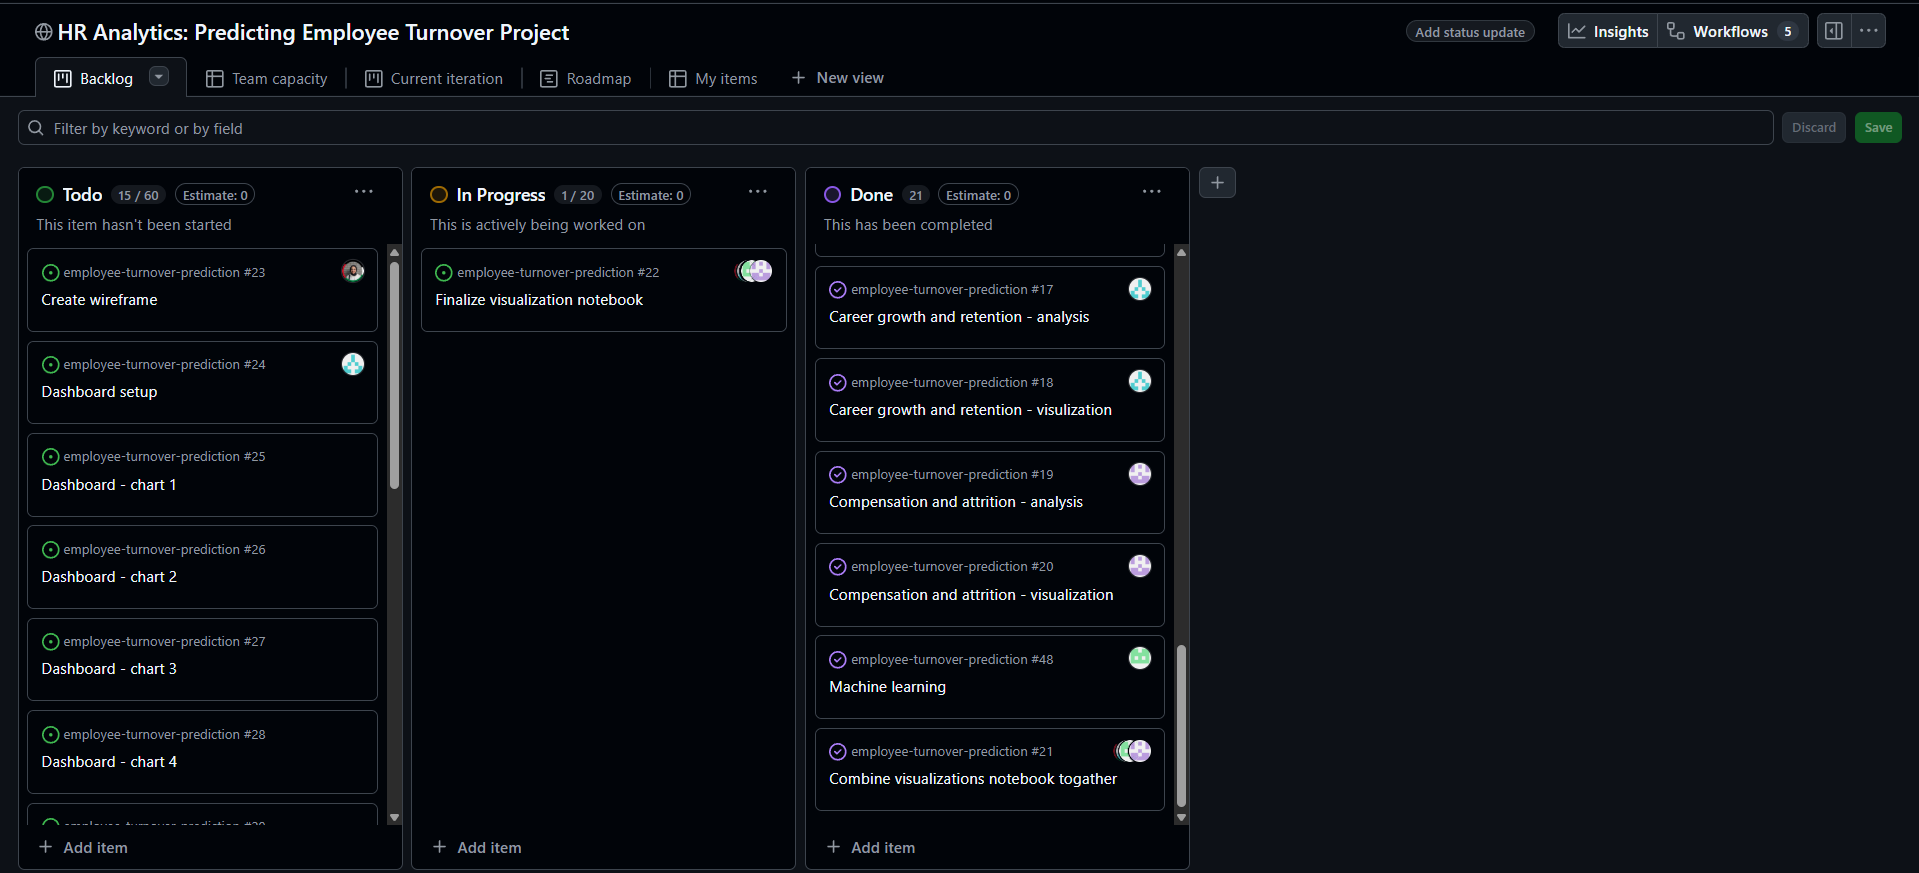 HR Analytics: Predicting Employee Turnover Project
Add status update
Insights
Workflows 5
Backlog
Team capacity
Current iteration
Roadmap
My items
New view
Filter by keyword or by field
Discard
Save
Todo 15 / 60 Estimate: 0
This item hasn't been started
employee-turnover-prediction #23
Create wireframe
employee-turnover-prediction #24
Dashboard setup
employee-turnover-prediction #25
Dashboard - chart 1
employee-turnover-prediction #26
Dashboard - chart 2
employee-turnover-prediction #27
Dashboard - chart 3
employee-turnover-prediction #28
Dashboard - chart 4
Add item
In Progress 1 / 20 Estimate: 0
This is actively being worked on
employee-turnover-prediction #22
Finalize visualization notebook
Add item
Done 21 Estimate: 0
This has been completed
employee-turnover-prediction #17
Career growth and retention - analysis
employee-turnover-prediction #18
Career growth and retention - visulization
employee-turnover-prediction #19
Compensation and attrition - analysis
employee-turnover-prediction #20
Compensation and attrition - visualization
employee-turnover-prediction #48
Machine learning
employee-turnover-prediction #21
Combine visualizations notebook togather
Add item